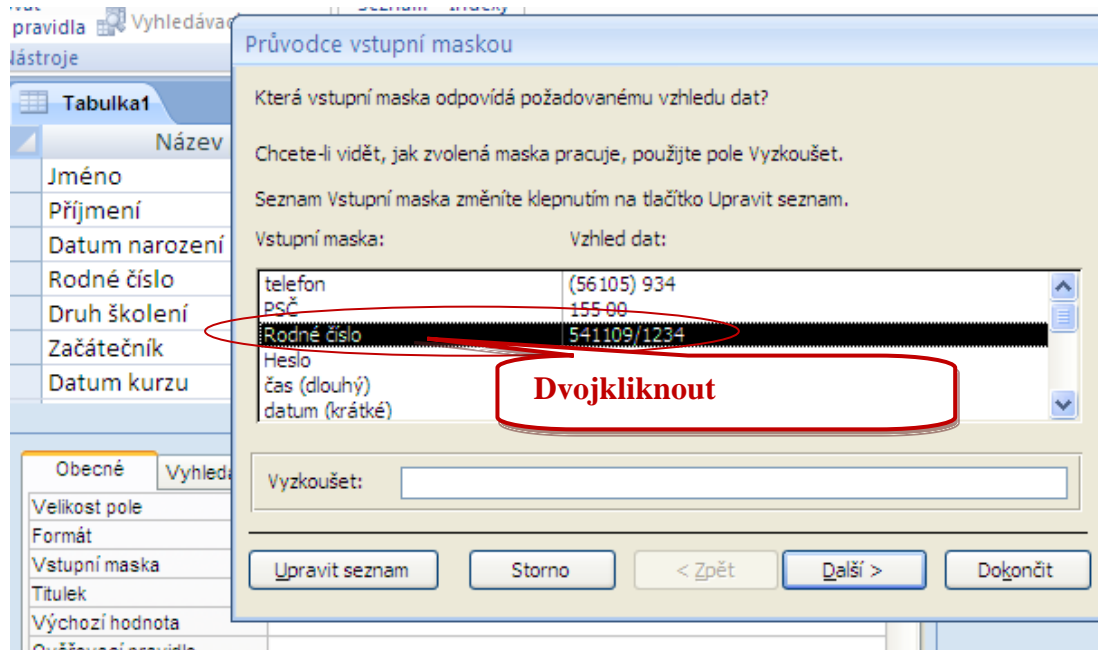 pravidla Vyhledávac
Nástroje
Tabulka1
Název
Jméno
Příjmení
Datum narození
Rodné číslo
Druh školení
Začátečník
Datum kurzu
Průvodce vstupní maskou
Která vstupní maska odpovídá požadovanému vzhledu dat?
Chcete-li vidět, jak zvolená maska pracuje, použijte pole Vyzkoušet.
Seznam Vstupní maska změníte klepnutím na tlačítko Upravit seznam.
Vstupní maska: Vzhled dat:
telefon (56105) 934
PSČ 155 00
Rodné číslo 541109/1234
Heslo
čas (dlouhý)
datum (krátké)
Dvojkliknout
Vyzkoušet:
Upravit seznam Storno < Zpět Další > Dokončit
Obecné Vyhledá
Velikost pole
Formát
Vstupní maska
Titulek
Výchozí hodnota